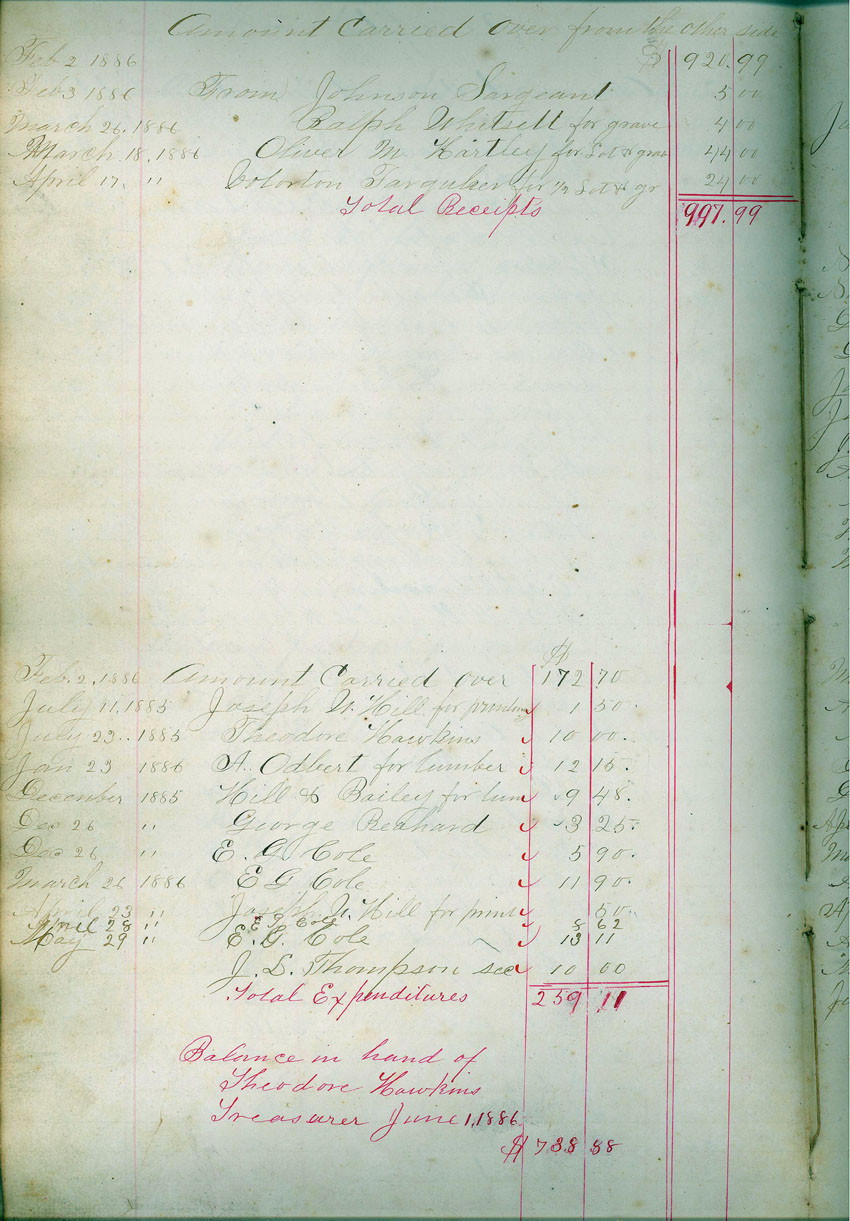 Amount Carried Over from the other side
Feb 2 1886 $ 920.99
Feb 3 1886 From Johnson Sargeant 5 00
March 26, 1886 Ralph Whitsett for grave 4 00
March 18, 1886 Oliver M Hartley for Lot & grav 44 00
April 17, " for 1/2 Lot & gr 24 00
Total Receipts 997.99
$
Feb. 2, 1886 Amount Carried Over 172 70
July 11, 1885 Joseph U. Hill for printing 1 50
July 23.. 1885 Theodore Hawkins 10 00.
Jan 23 1886 A. Odbert for lumber 12 15
December 1885 Hill & Bailey for lum 9 48.
Dec 26 " George Reahard 3 25
Dec 26 " E. G. Cole 5 90.
March 26 1886 E G Cole 11 90.
April 23 " Joseph U. Hill for print 50
April 28 " E. G. Cole 8 62
May 29 " E. G. Cole 13 11
J. L. Thompson sec 10 00
Total Expenditures 259 11
Balance in hand of
Theodore Hawkins
Treasurer June 1, 1886
$ 738 88